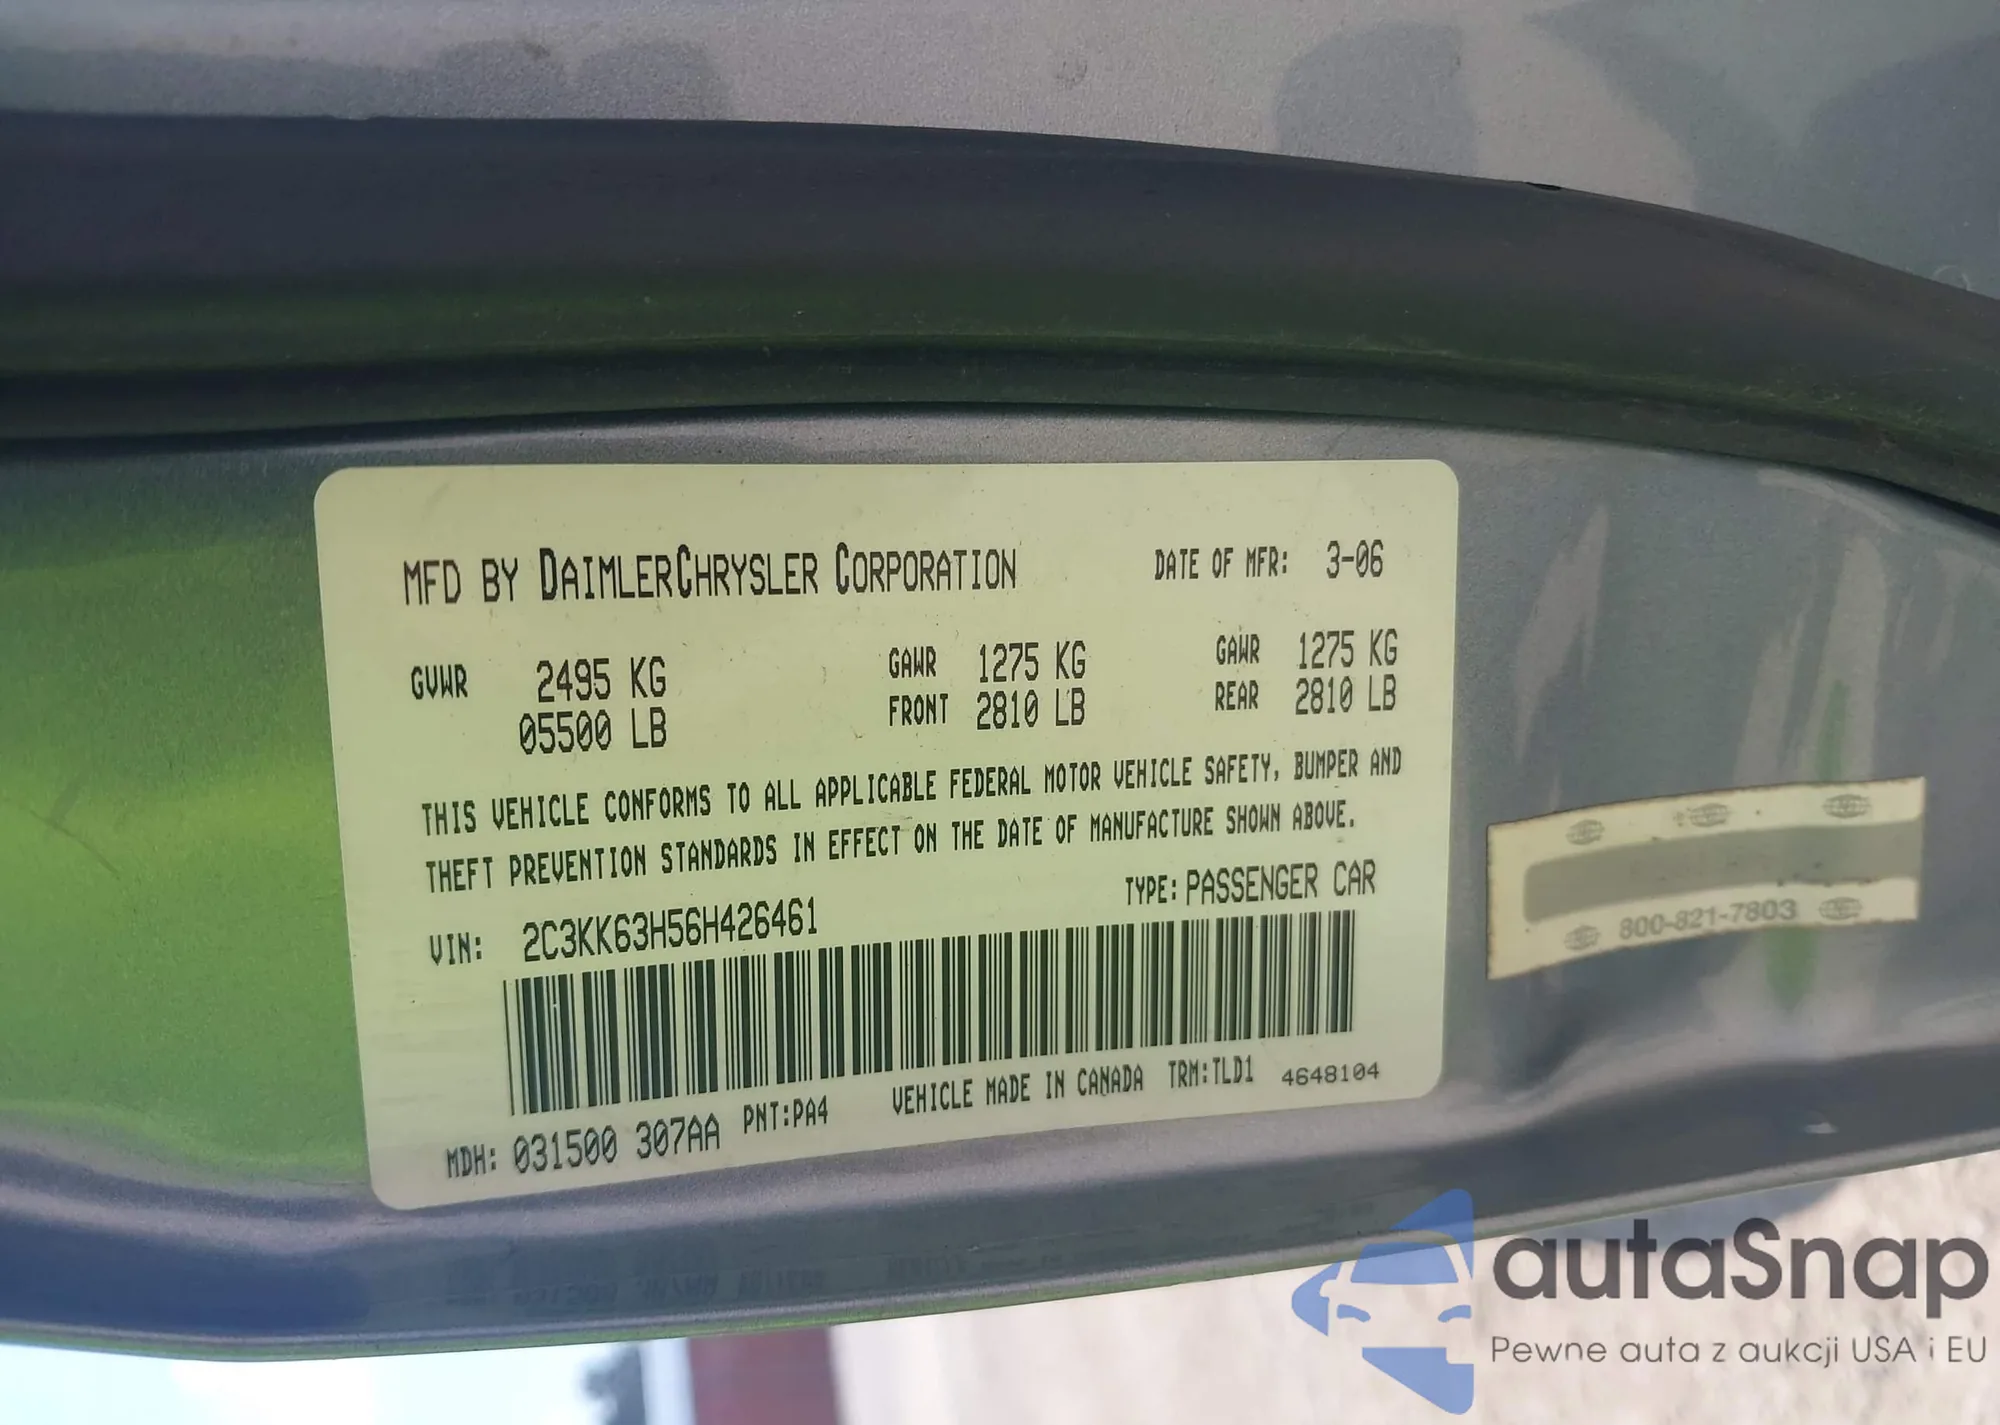 MFD BY DAIMLERCHRYSLER CORPORATION DATE OF MFR: 3-06
GVWR 2495 KG GAWR 1275 KG GAWR 1275 KG
05500 LB FRONT 2810 LB REAR 2810 LB
THIS VEHICLE CONFORMS TO ALL APPLICABLE FEDERAL MOTOR VEHICLE SAFETY, BUMPER AND
THEFT PREVENTION STANDARDS IN EFFECT ON THE DATE OF MANUFACTURE SHOWN ABOVE.
VIN: 2C3KK63H56H426461 TYPE: PASSENGER CAR
MDH: 031500 307AA PNT:PA4 VEHICLE MADE IN CANADA TRM:TLD1 4648104
800-821-7803
autaSnap
Pewne auta z aukcji USA i EU